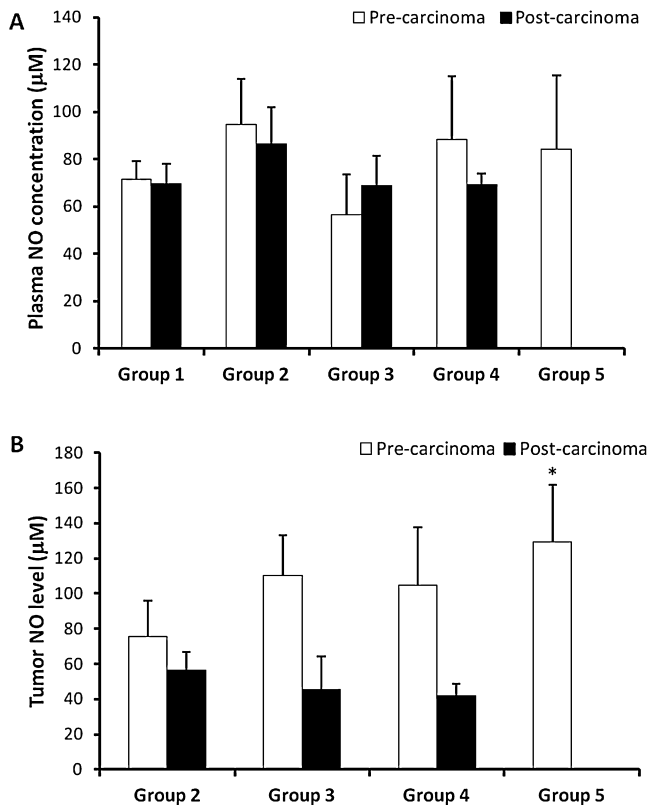 A
Pre-carcinoma Post-carcinoma
Plasma NO concentration (µM)
140
120
100
80
60
40
20
0
Group 1 Group 2 Group 3 Group 4 Group 5
B
Pre-carcinoma Post-carcinoma
Tumor NO level (µM)
180
160
140
120
100
80
60
40
20
0
*
Group 2 Group 3 Group 4 Group 5